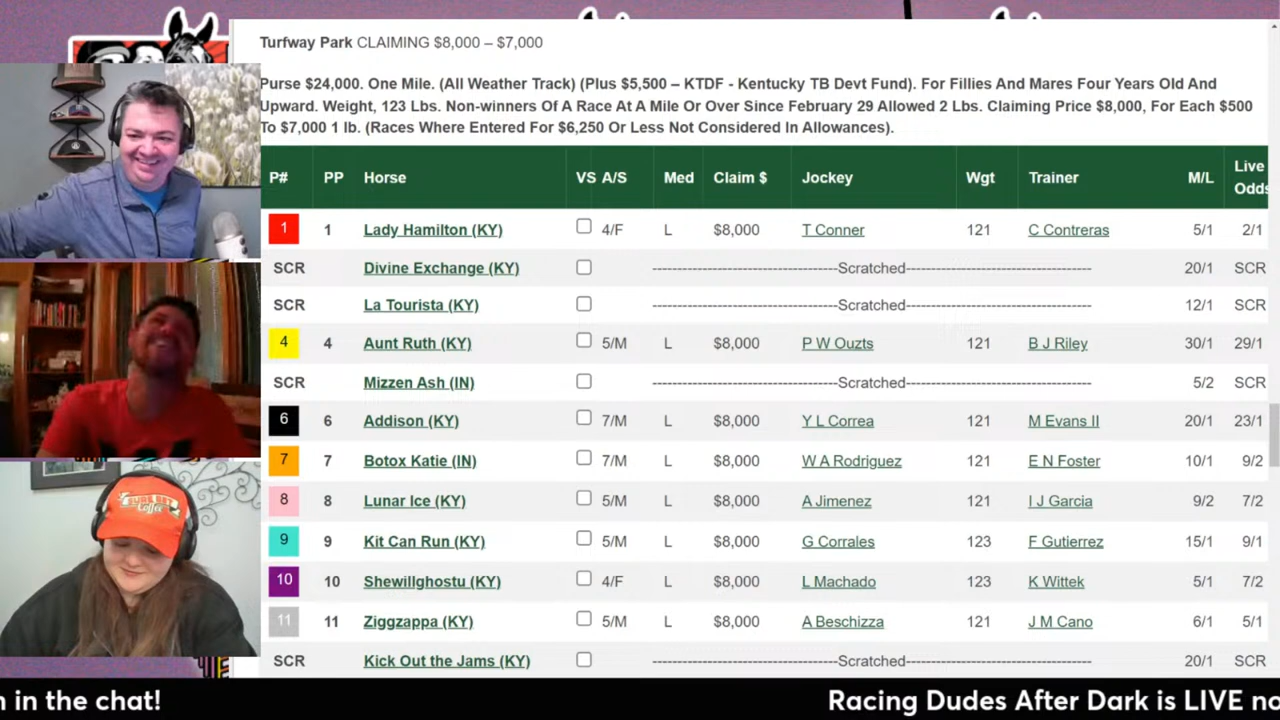 Turfway Park CLAIMING $8,000 – $7,000
Purse $24,000. One Mile. (All Weather Track) (Plus $5,500 – KTDF - Kentucky TB Devt Fund). For Fillies And Mares Four Years Old And
Upward. Weight, 123 Lbs. Non-winners Of A Race At A Mile Or Over Since February 29 Allowed 2 Lbs. Claiming Price $8,000, For Each $500
To $7,000 1 lb. (Races Where Entered For $6,250 Or Less Not Considered In Allowances).
P# PP Horse VS A/S Med Claim $ Jockey Wgt Trainer M/L Live Odds
1 1 Lady Hamilton (KY) 4/F L $8,000 T Conner 121 C Contreras 5/1 2/1
SCR Divine Exchange (KY) ---------------------------------------Scratched--------------------------------------- 20/1 SCR
SCR La Tourista (KY) ---------------------------------------Scratched--------------------------------------- 12/1 SCR
4 4 Aunt Ruth (KY) 5/M L $8,000 P W Ouzts 121 B J Riley 30/1 29/1
SCR Mizzen Ash (IN) ---------------------------------------Scratched--------------------------------------- 5/2 SCR
6 6 Addison (KY) 7/M L $8,000 Y L Correa 121 M Evans II 20/1 23/1
7 7 Botox Katie (IN) 7/M L $8,000 W A Rodriguez 121 E N Foster 10/1 9/2
8 8 Lunar Ice (KY) 5/M L $8,000 A Jimenez 121 I J Garcia 9/2 7/2
9 9 Kit Can Run (KY) 5/M L $8,000 G Corrales 123 F Gutierrez 15/1 9/1
10 10 Shewillghostu (KY) 4/F L $8,000 L Machado 123 K Wittek 5/1 7/2
11 11 Ziggzappa (KY) 5/M L $8,000 A Beschizza 121 J M Cano 6/1 5/1
SCR Kick Out the Jams (KY) ---------------------------------------Scratched--------------------------------------- 20/1 SCR
SURE BET
Coffee
in the chat! Racing Dudes After Dark is LIVE